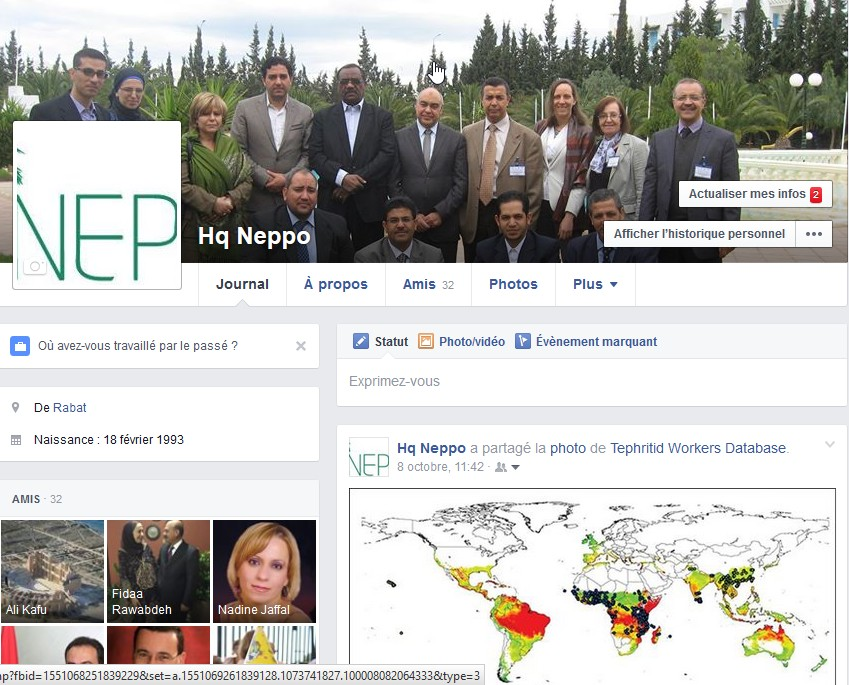 NEP
Hq Neppo
Actualiser mes infos 2
Afficher l'historique personnel •••
Journal
À propos
Amis 32
Photos
Plus
Où avez-vous travaillé par le passé ?
De Rabat
Naissance : 18 février 1993
AMIS · 32
Ali Kafu
Fidaa
Rawabdeh
Nadine Jaffal
Statut
Photo/vidéo
Évènement marquant
Exprimez-vous
NEP
Hq Neppo a partagé la photo de Tephritid Workers Database.
8 octobre, 11:42 ·
np?fbid=1551068251839229&set=a.1551069261839128.1073741827.100008082064333&type=3